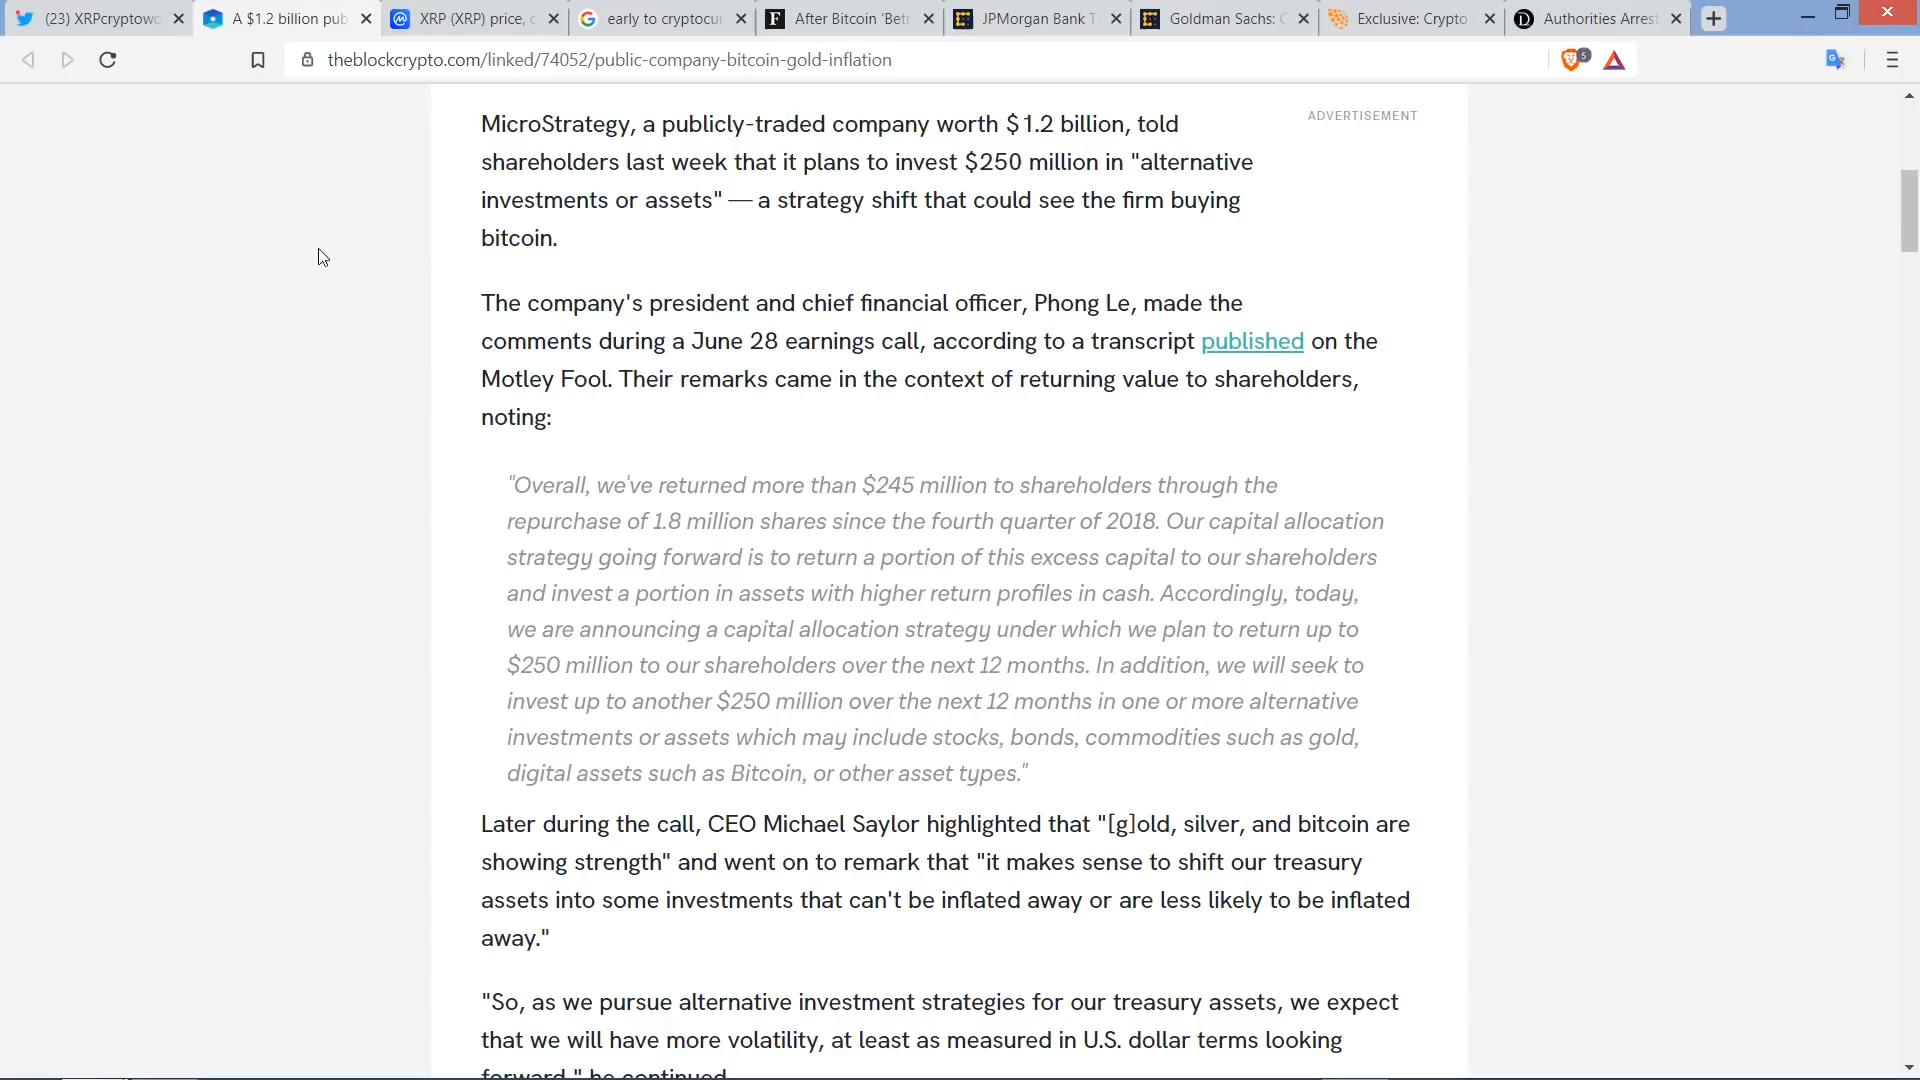 (23) XRPcryptowo
A $1.2 billion pub
XRP (XRP) price, c
early to cryptocur
After Bitcoin 'Betr
JPMorgan Bank T
Goldman Sachs: C
Exclusive: Crypto
Authorities Arrest
theblockcrypto.com/linked/74052/public-company-bitcoin-gold-inflation
5
ADVERTISEMENT
MicroStrategy, a publicly-traded company worth $1.2 billion, told
shareholders last week that it plans to invest $250 million in "alternative
investments or assets" — a strategy shift that could see the firm buying
bitcoin.
The company's president and chief financial officer, Phong Le, made the
comments during a June 28 earnings call, according to a transcript published on the
Motley Fool. Their remarks came in the context of returning value to shareholders,
noting:
"Overall, we've returned more than $245 million to shareholders through the
repurchase of 1.8 million shares since the fourth quarter of 2018. Our capital allocation
strategy going forward is to return a portion of this excess capital to our shareholders
and invest a portion in assets with higher return profiles in cash. Accordingly, today,
we are announcing a capital allocation strategy under which we plan to return up to
$250 million to our shareholders over the next 12 months. In addition, we will seek to
invest up to another $250 million over the next 12 months in one or more alternative
investments or assets which may include stocks, bonds, commodities such as gold,
digital assets such as Bitcoin, or other asset types."
Later during the call, CEO Michael Saylor highlighted that "[g]old, silver, and bitcoin are
showing strength" and went on to remark that "it makes sense to shift our treasury
assets into some investments that can't be inflated away or are less likely to be inflated
away."
"So, as we pursue alternative investment strategies for our treasury assets, we expect
that we will have more volatility, at least as measured in U.S. dollar terms looking
forward," he continued.